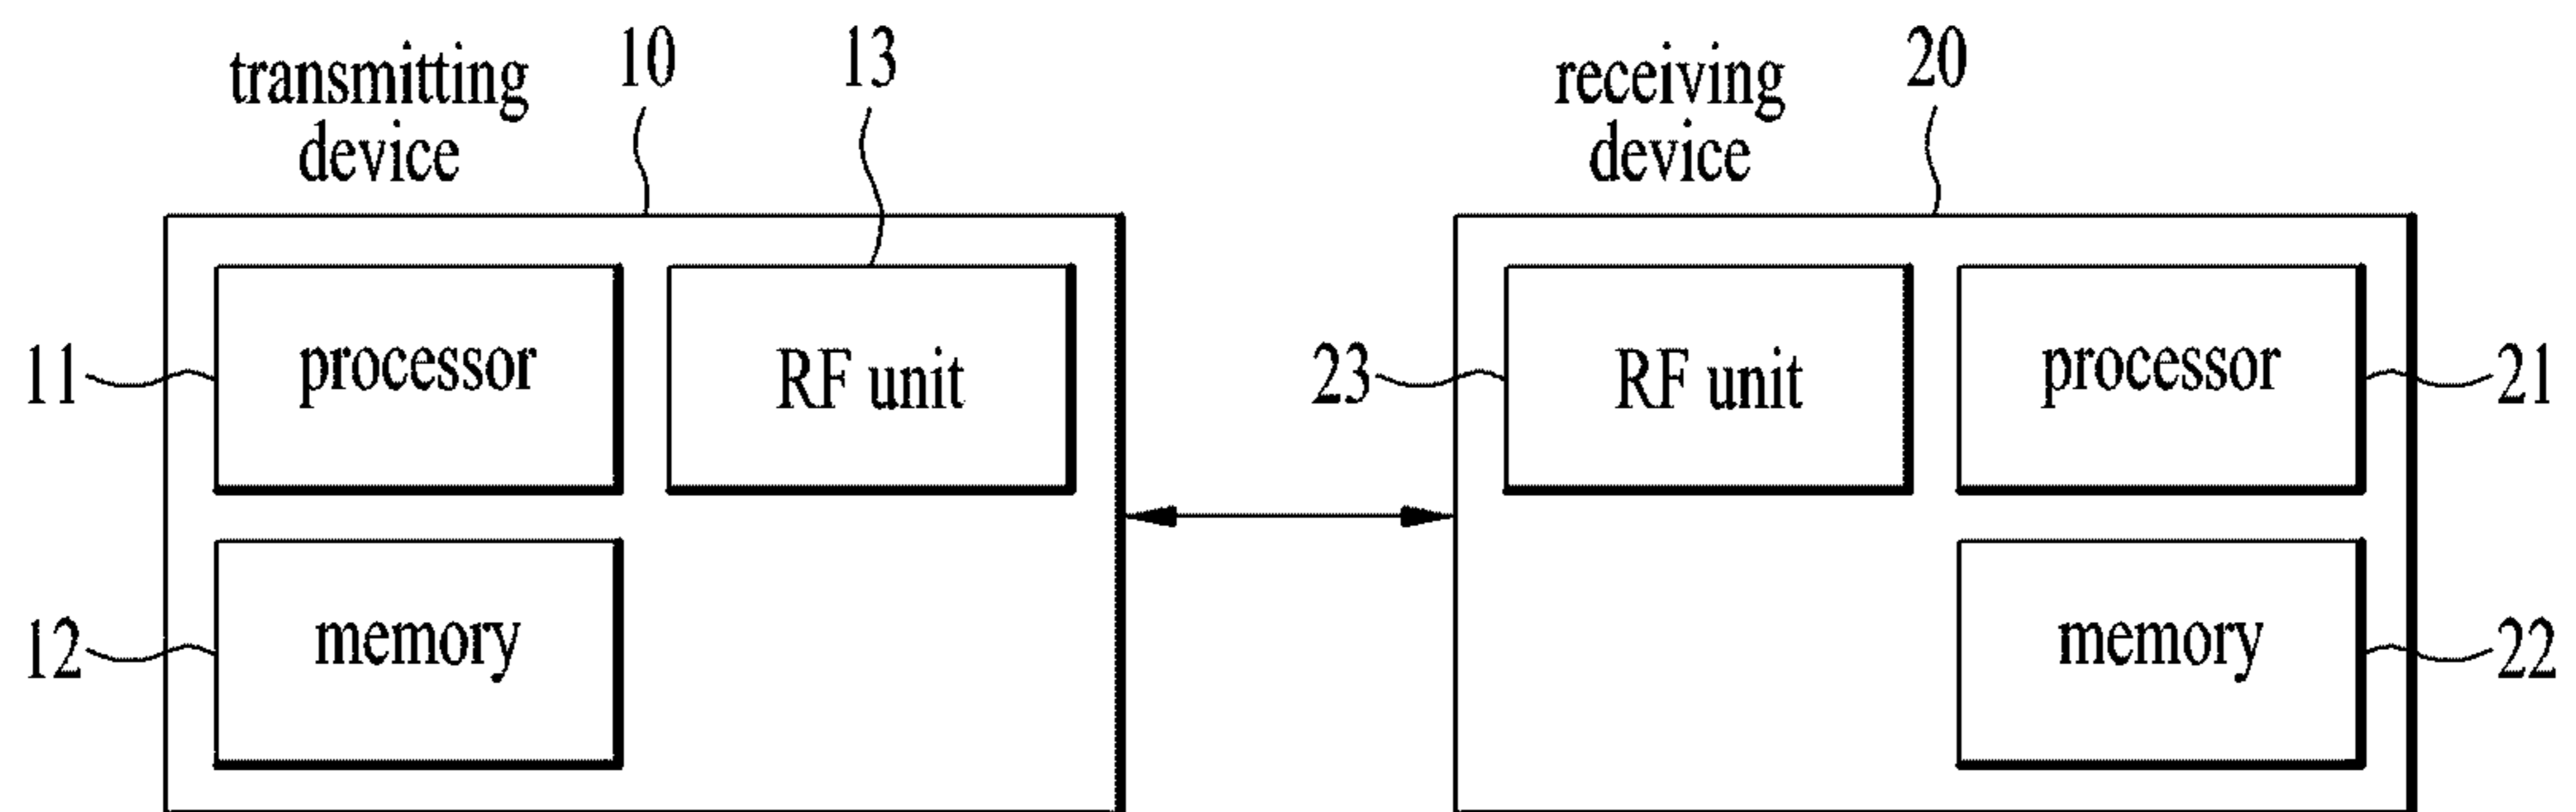 transmitting
device
10
13
receiving
device
20
11
processor
RF unit
23
RF unit
processor
21
12
memory
memory
22